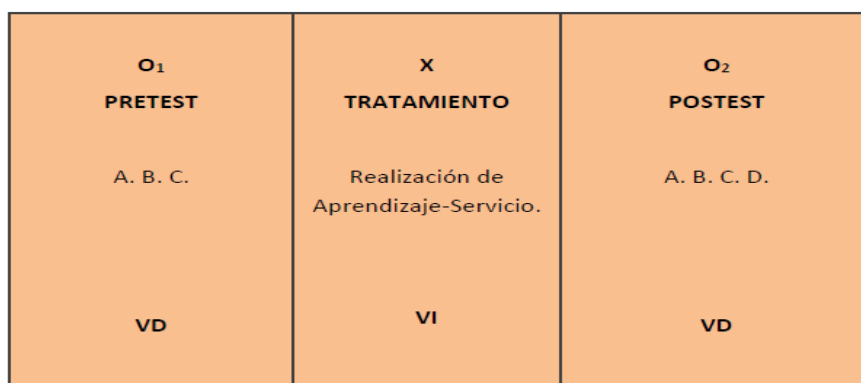 O₁
PRETEST
A. B. C.
VD
X
TRATAMIENTO
Realización de
Aprendizaje-Servicio.
VI
O₂
POSTEST
A. B. C. D.
VD